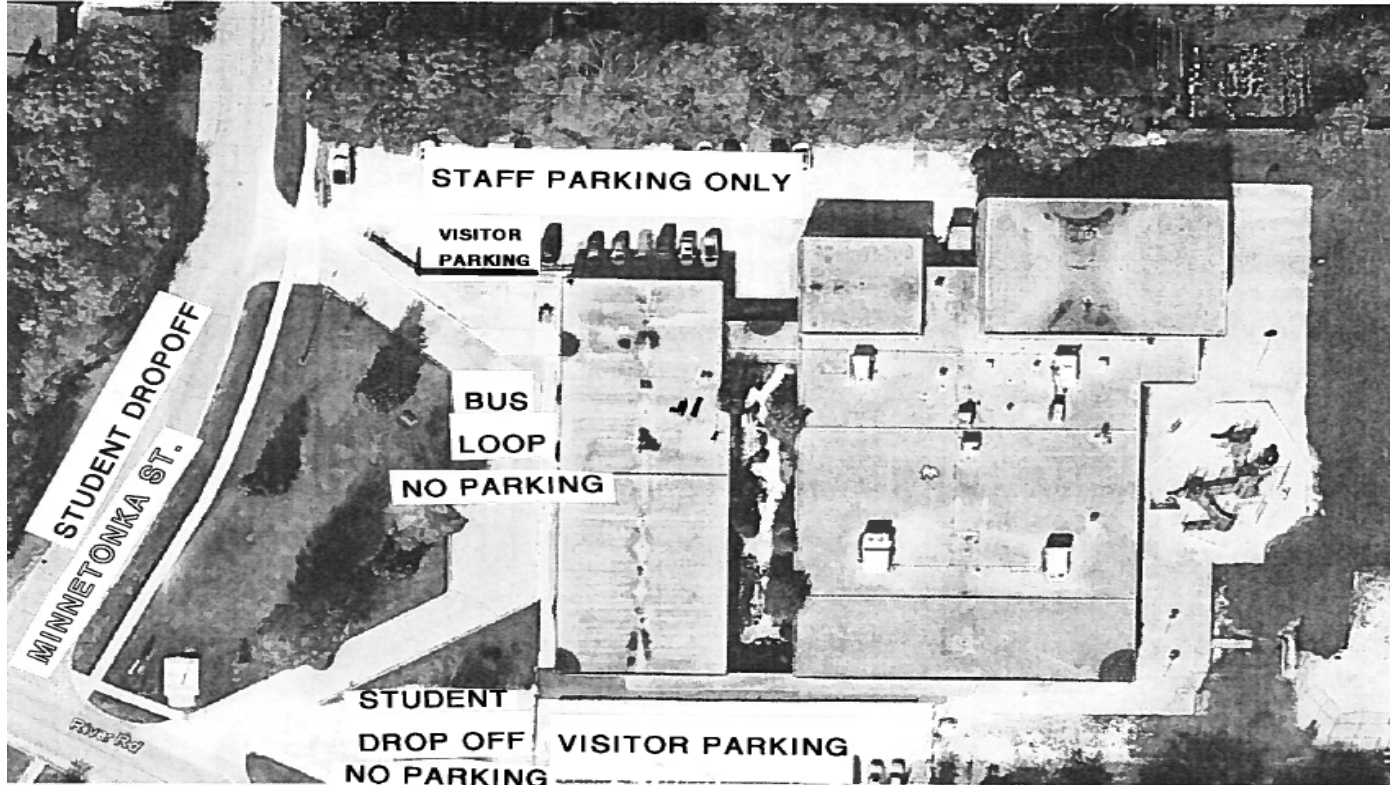 STAFF PARKING ONLY
VISITOR
PARKING
STUDENT DROPOFF
MINNETONKA ST.
BUS
LOOP
NO PARKING
River Rd
STUDENT
DROP OFF
NO PARKING
VISITOR PARKING